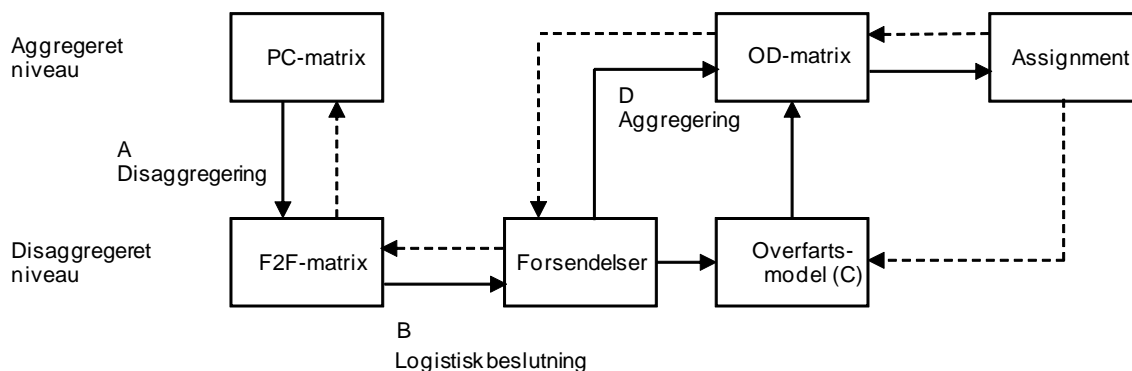 Aggregeret
niveau
PC-matrix
OD-matrix
Assignment
D
Aggregering
A
Disaggregering
Disaggregeret
niveau
F2F-matrix
Forsendelser
Overfarts-
model (C)
B
Logistisk beslutning